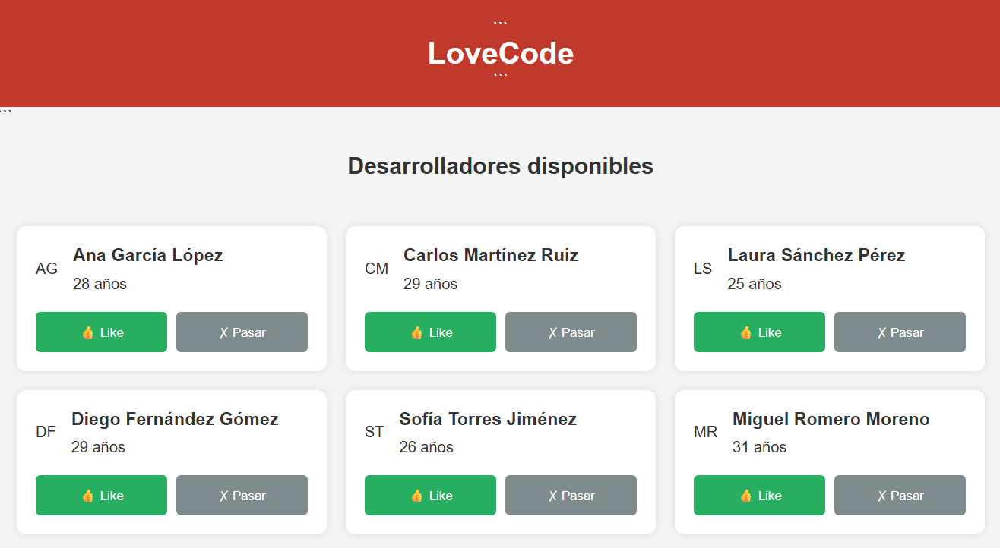 ```
LoveCode
```
```
Desarrolladores disponibles
AG
Ana García López
28 años
👍 Like
✗ Pasar
CM
Carlos Martínez Ruiz
29 años
👍 Like
✗ Pasar
LS
Laura Sánchez Pérez
25 años
👍 Like
✗ Pasar
DF
Diego Fernández Gómez
29 años
👍 Like
✗ Pasar
ST
Sofía Torres Jiménez
26 años
👍 Like
✗ Pasar
MR
Miguel Romero Moreno
31 años
👍 Like
✗ Pasar